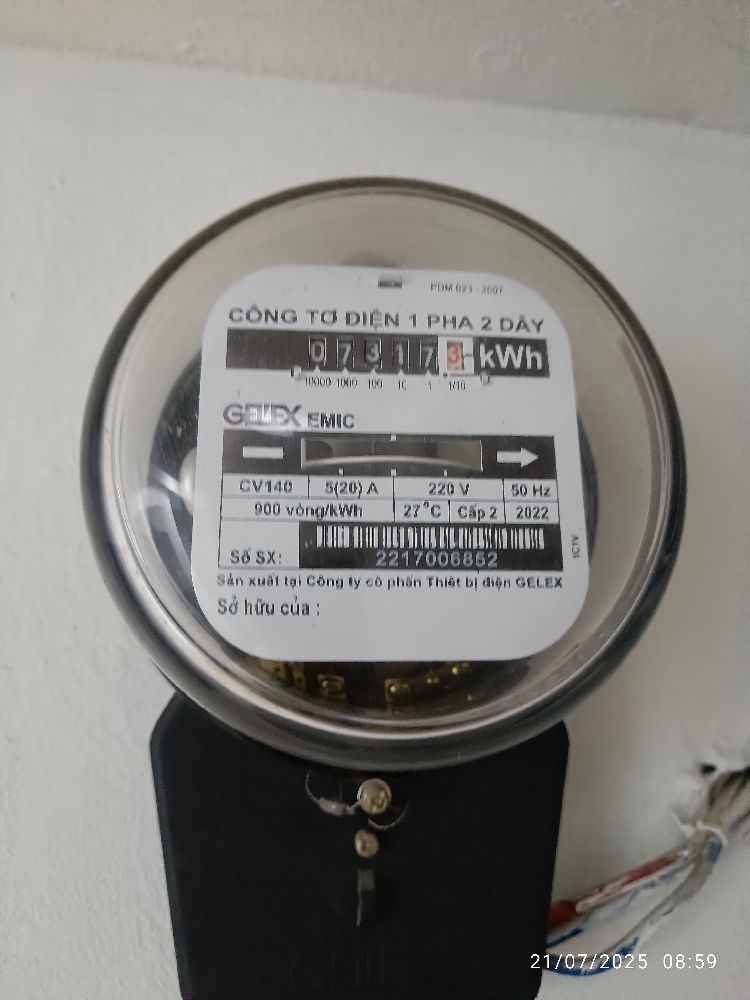 PDM 023 - 2007
CÔNG TƠ ĐIỆN 1 PHA 2 DÂY
0 7 3 1 7 3 kWh
10000 1000 100 10 1 1/10
GELEX EMIC
CV140 5(20) A 220 V 50 Hz
900 vòng/kWh 27°C Cấp 2 2022
Số SX: 2217006852
Sản xuất tại Công ty cổ phần Thiết bị điện GELEX
Sở hữu của :
21/07/2025 08:59